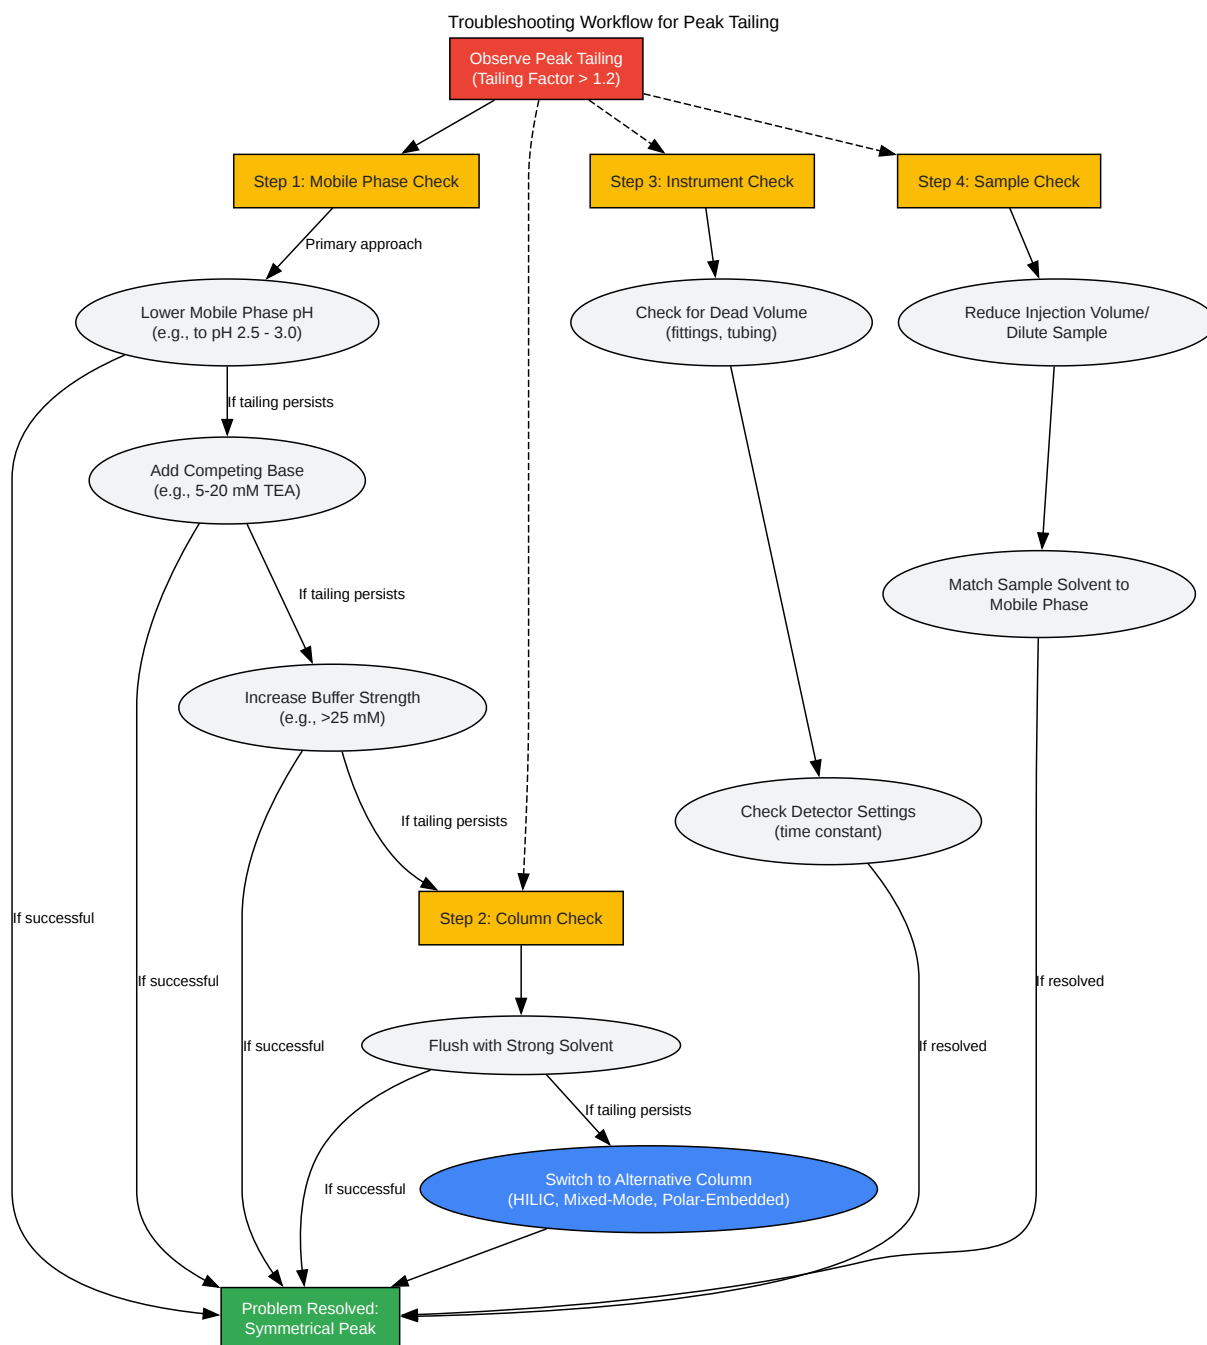 Troubleshooting Workflow for Peak Tailing
Observe Peak Tailing
(Tailing Factor > 1.2)
Step 1: Mobile Phase Check
Step 3: Instrument Check
Step 4: Sample Check
Primary approach
Lower Mobile Phase pH
(e.g., to pH 2.5 - 3.0)
Check for Dead Volume
(fittings, tubing)
Reduce Injection Volume/
Dilute Sample
If tailing persists
Add Competing Base
(e.g., 5-20 mM TEA)
If tailing persists
Match Sample Solvent to
Mobile Phase
Increase Buffer Strength
(e.g., >25 mM)
If tailing persists
Check Detector Settings
(time constant)
If successful
Step 2: Column Check
If successful
If resolved
If successful
Flush with Strong Solvent
If resolved
If tailing persists
If successful
Switch to Alternative Column
(HILIC, Mixed-Mode, Polar-Embedded)
Problem Resolved:
Symmetrical Peak